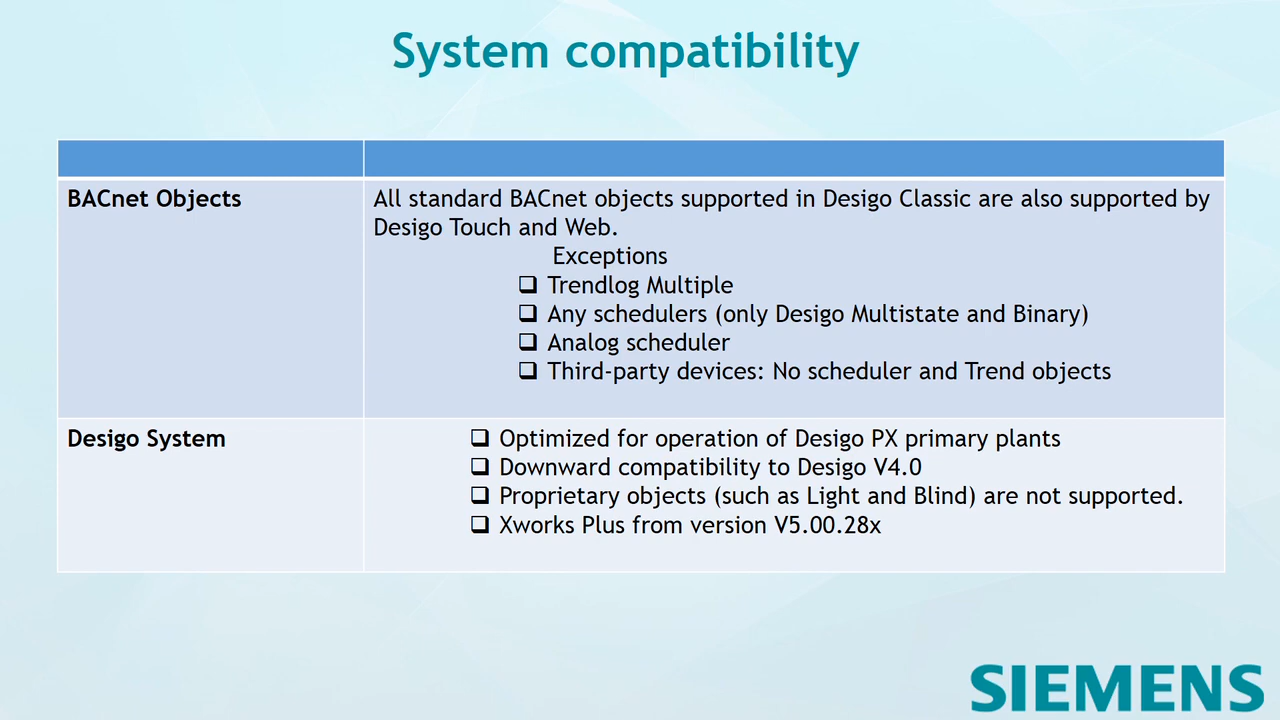 System compatibility
BACnet Objects
All standard BACnet objects supported in Desigo Classic are also supported by
Desigo Touch and Web.
Exceptions
❑ Trendlog Multiple
❑ Any schedulers (only Desigo Multistate and Binary)
❑ Analog scheduler
❑ Third-party devices: No scheduler and Trend objects
Desigo System
❑ Optimized for operation of Desigo PX primary plants
❑ Downward compatibility to Desigo V4.0
❑ Proprietary objects (such as Light and Blind) are not supported.
❑ Xworks Plus from version V5.00.28x
SIEMENS